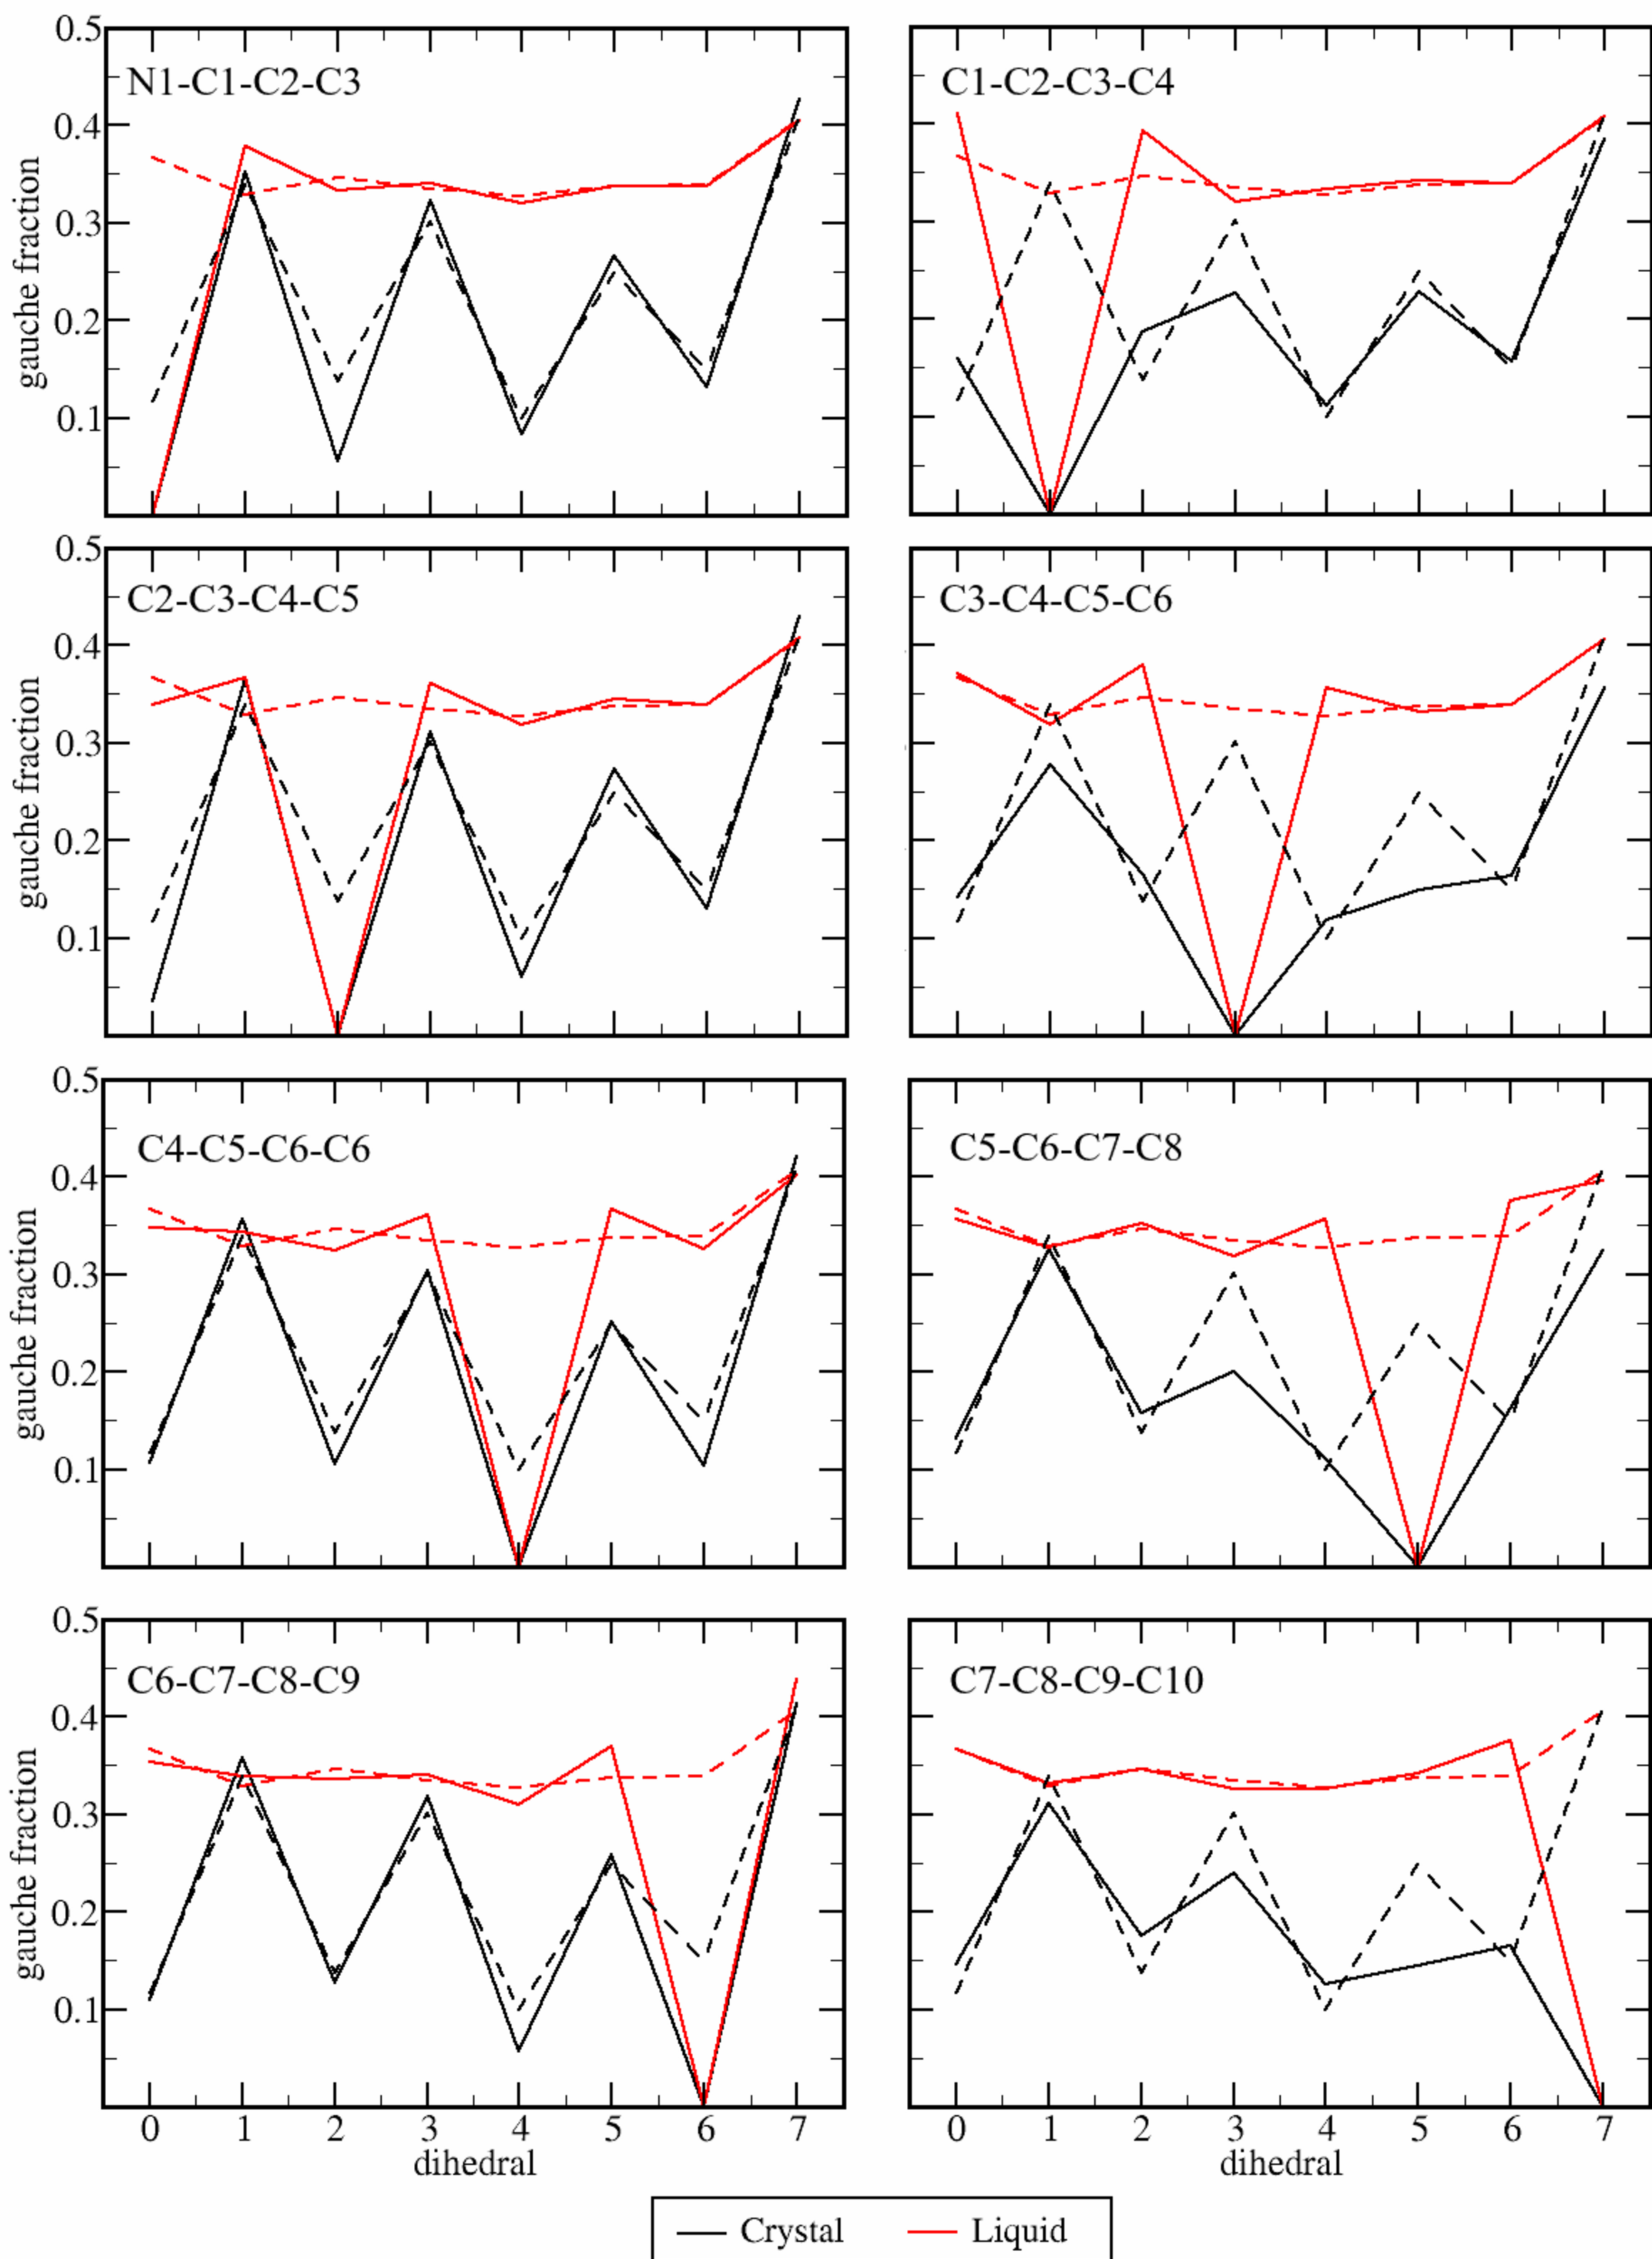 0.5
N1-C1-C2-C3
0.4
0.3
0.2
0.1
gauche fraction
C1-C2-C3-C4
0.5
C2-C3-C4-C5
0.4
0.3
0.2
0.1
gauche fraction
C3-C4-C5-C6
0.5
C4-C5-C6-C6
0.4
0.3
0.2
0.1
gauche fraction
C5-C6-C7-C8
0.5
C6-C7-C8-C9
0.4
0.3
0.2
0.1
gauche fraction
0 1 2 3 4 5 6 7
dihedral
C7-C8-C9-C10
0 1 2 3 4 5 6 7
dihedral
Crystal Liquid